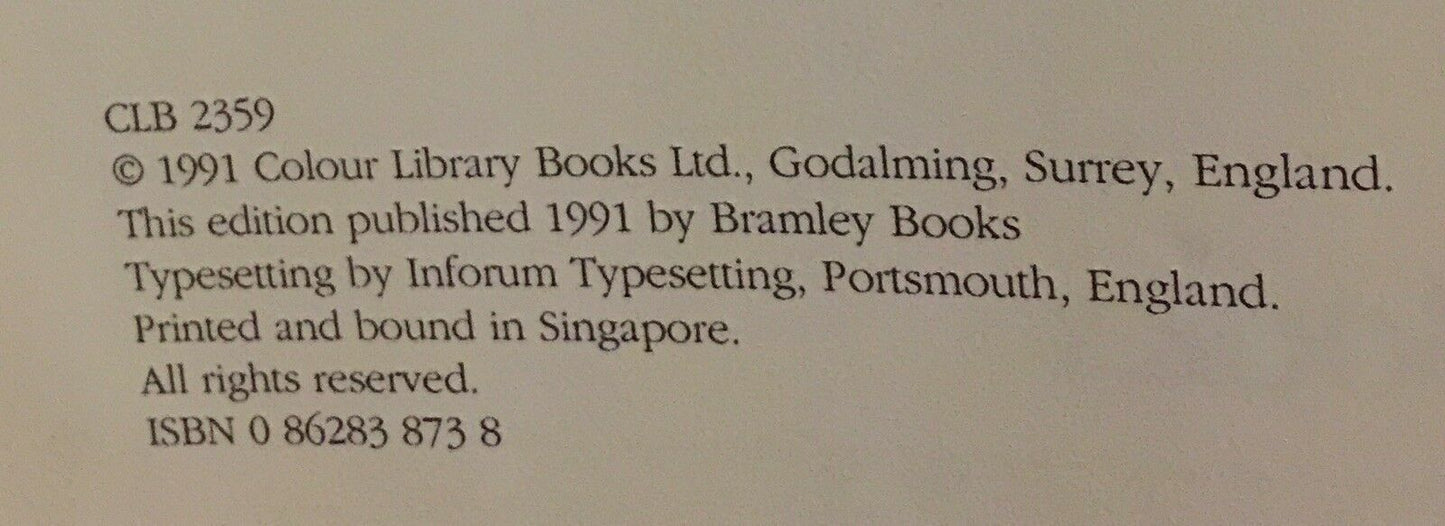 CLB 2359
© 1991 Colour Library Books Ltd., Godalming, Surrey, England.
This edition published 1991 by Bramley Books
Typesetting by Inforum Typesetting, Portsmouth, England.
Printed and bound in Singapore.
All rights reserved.
ISBN 0 86283 873 8